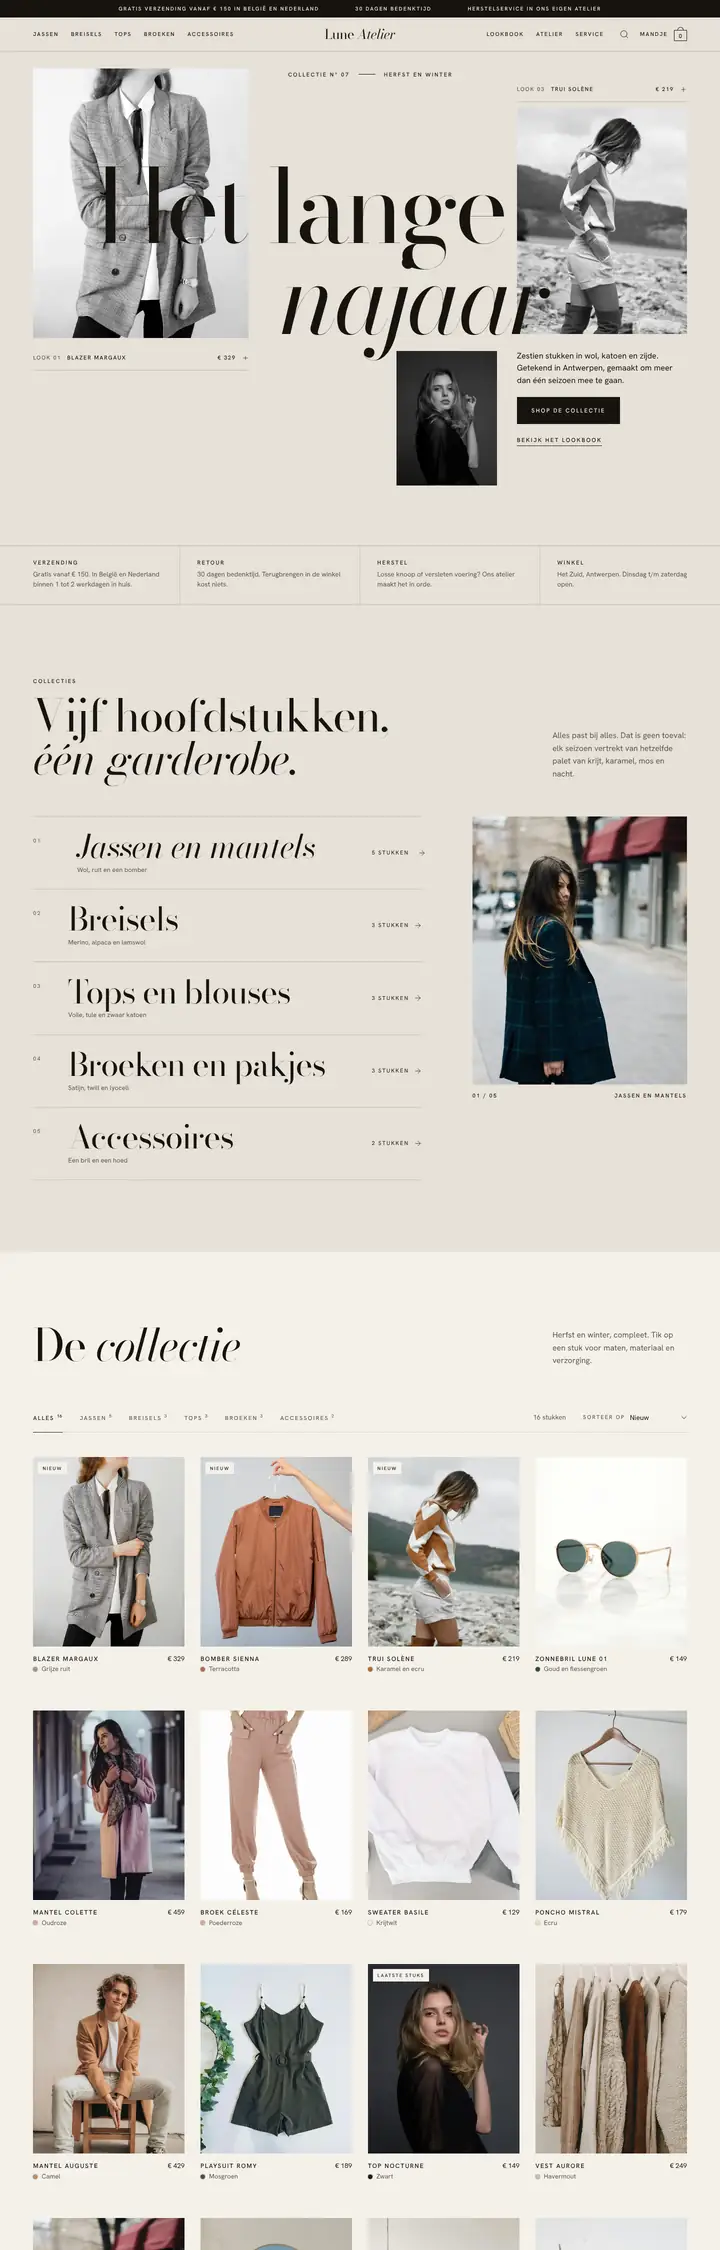 GRATIS VERZENDING VANAF € 150 IN BELGIË EN NEDERLAND
30 DAGEN BEDENKTIJD
HERSTELSERVICE IN ONS EIGEN ATELIER
JASSEN BREISELS TOPS BROEKEN ACCESSOIRES
Lune Atelier
LOOKBOOK ATELIER SERVICE MANDJE 0
COLLECTIE N° 07 HERFST EN WINTER
LOOK 03 TRUI SOLÈNE € 219 +
Het lange
najaar
LOOK 01 BLAZER MARGAUX € 329 +
Zestien stukken in wol, katoen en zijde.
Getekend in Antwerpen, gemaakt om meer
dan één seizoen mee te gaan.
SHOP DE COLLECTIE
BEKIJK HET LOOKBOOK
VERZENDING
Gratis vanaf € 150. In België en Nederland
binnen 1 tot 2 werkdagen in huis.
RETOUR
30 dagen bedenktijd. Terugbrengen in de winkel
kost niets.
HERSTEL
Losse knoop of versleten voering? Ons atelier
maakt het in orde.
WINKEL
Het Zuid, Antwerpen. Dinsdag t/m zaterdag
open.
COLLECTIES
Vijf hoofdstukken,
één garderobe.
Alles past bij alles. Dat is geen toeval:
elk seizoen vertrekt van hetzelfde
palet van krijt, karamel, mos en
nacht.
01 Jassen en mantels 5 STUKKEN
Wol, ruit en een bomber
02 Breisels 3 STUKKEN
Merino, alpaca en lamswol
03 Tops en blouses 3 STUKKEN
Voile, tule en zwaar katoen
04 Broeken en pakjes 3 STUKKEN
Satijn, twill en lyocell
05 Accessoires 2 STUKKEN
Een bril en een hoed
01 / 05 JASSEN EN MANTELS
De collectie
Herfst en winter, compleet. Tik op
een stuk voor maten, materiaal en
verzorging.
ALLES 16 JASSEN 5 BREISELS 3 TOPS 3 BROEKEN 3 ACCESSOIRES 2
16 stukken SORTEER OP Nieuw
NIEUW
NIEUW
NIEUW
BLAZER MARGAUX € 329
Grijze ruit
BOMBER SIENNA € 289
Terracotta
TRUI SOLÈNE € 219
Karamel en ecru
ZONNEBRIL LUNE 01 € 149
Goud en flessengroen
MANTEL COLETTE € 459
Oudroze
BROEK CÉLESTE € 169
Poederroze
SWEATER BASILE € 129
Krijtwit
PONCHO MISTRAL € 179
Ecru
LAATSTE STUKS
MANTEL AUGUSTE € 429
Camel
PLAYSUIT ROMY € 189
Mosgroen
TOP NOCTURNE € 149
Zwart
VEST AURORE € 249
Havermout